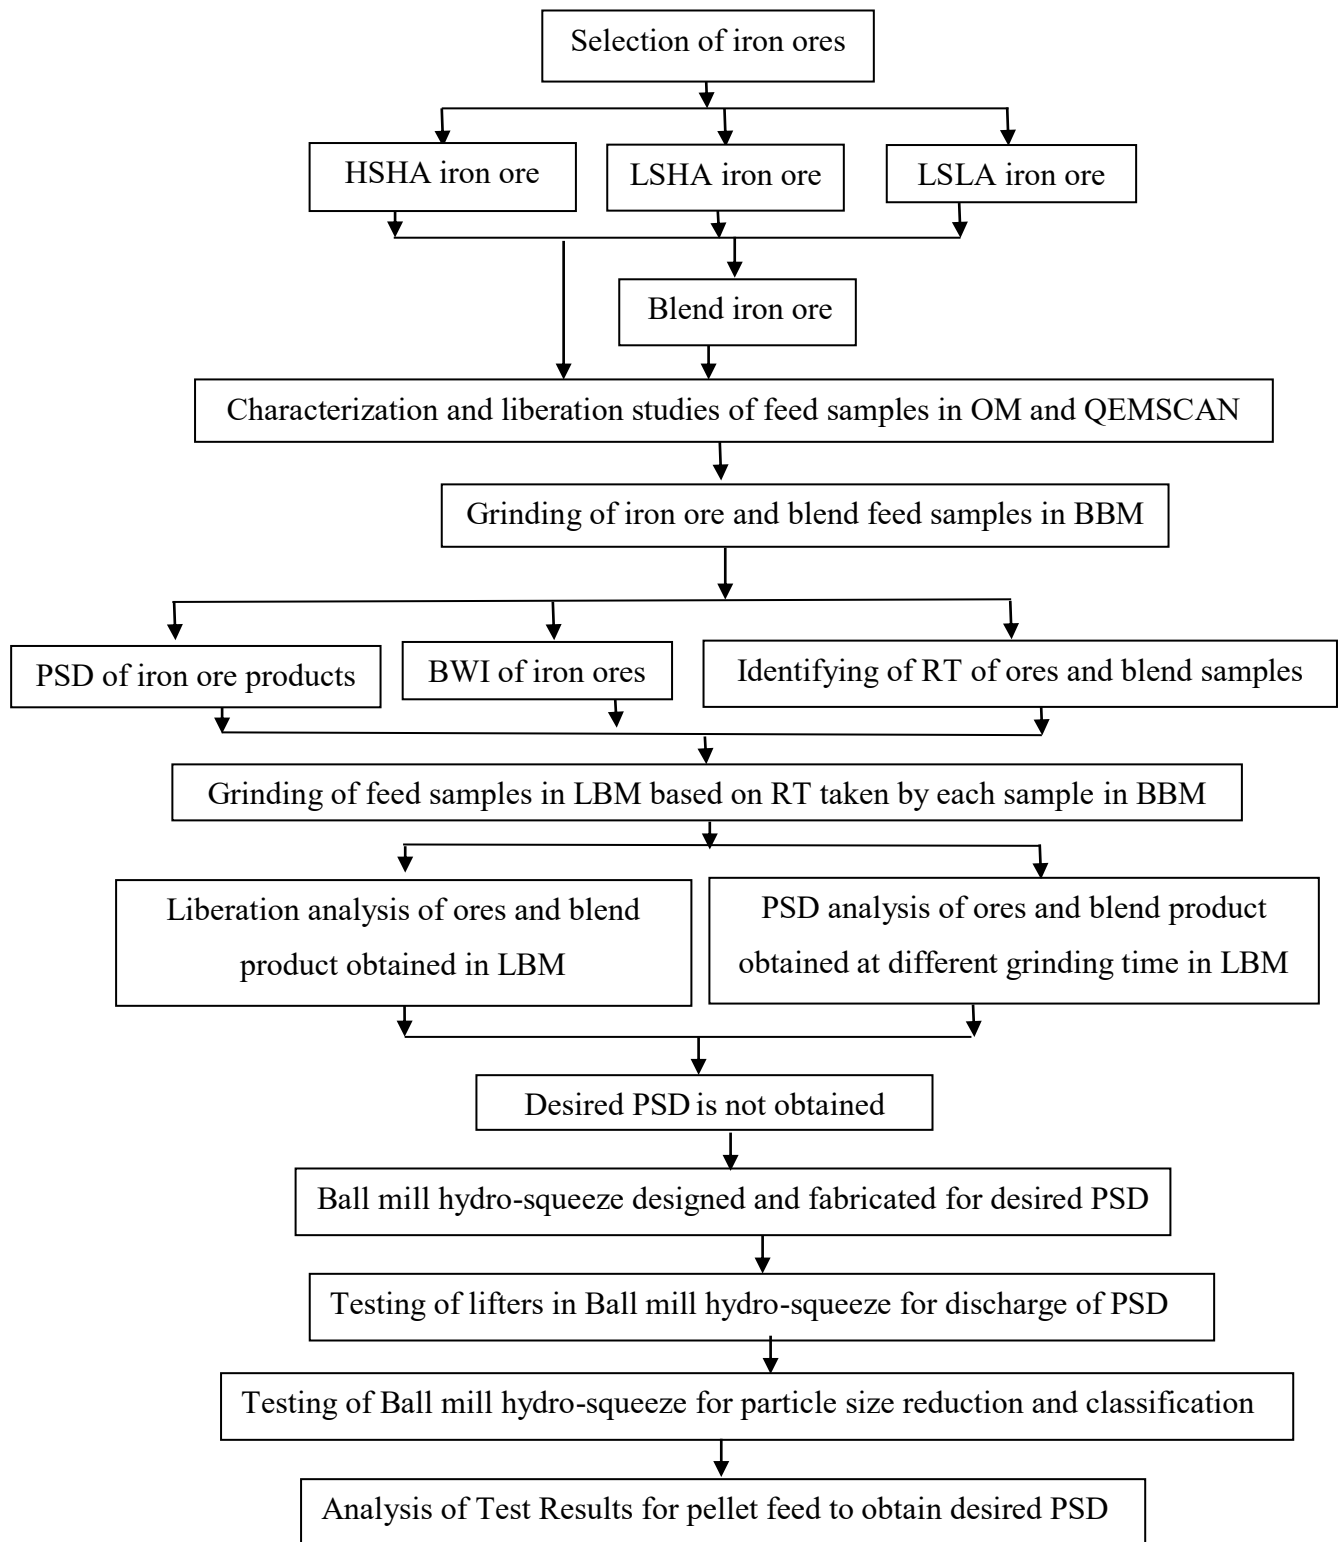 Selection of iron ores
HSHA iron ore
LSHA iron ore
LSLA iron ore
Blend iron ore
Characterization and liberation studies of feed samples in OM and QEMSCAN
Grinding of iron ore and blend feed samples in BBM
PSD of iron ore products
BWI of iron ores
Identifying of RT of ores and blend samples
Grinding of feed samples in LBM based on RT taken by each sample in BBM
Liberation analysis of ores and blend
product obtained in LBM
PSD analysis of ores and blend product
obtained at different grinding time in LBM
Desired PSD is not obtained
Ball mill hydro-squeeze designed and fabricated for desired PSD
Testing of lifters in Ball mill hydro-squeeze for discharge of PSD
Testing of Ball mill hydro-squeeze for particle size reduction and classification
Analysis of Test Results for pellet feed to obtain desired PSD